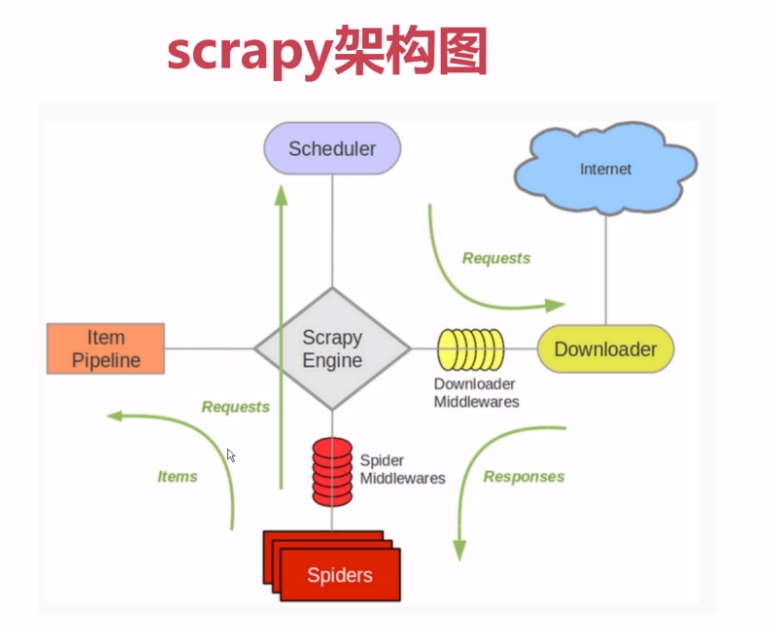 scrapy架构图
Scheduler
Internet
Requests
Item
Pipeline
Scrapy
Engine
Downloader
Downloader
Middlewares
Requests
Spider
Middlewares
Items
Responses
Spiders